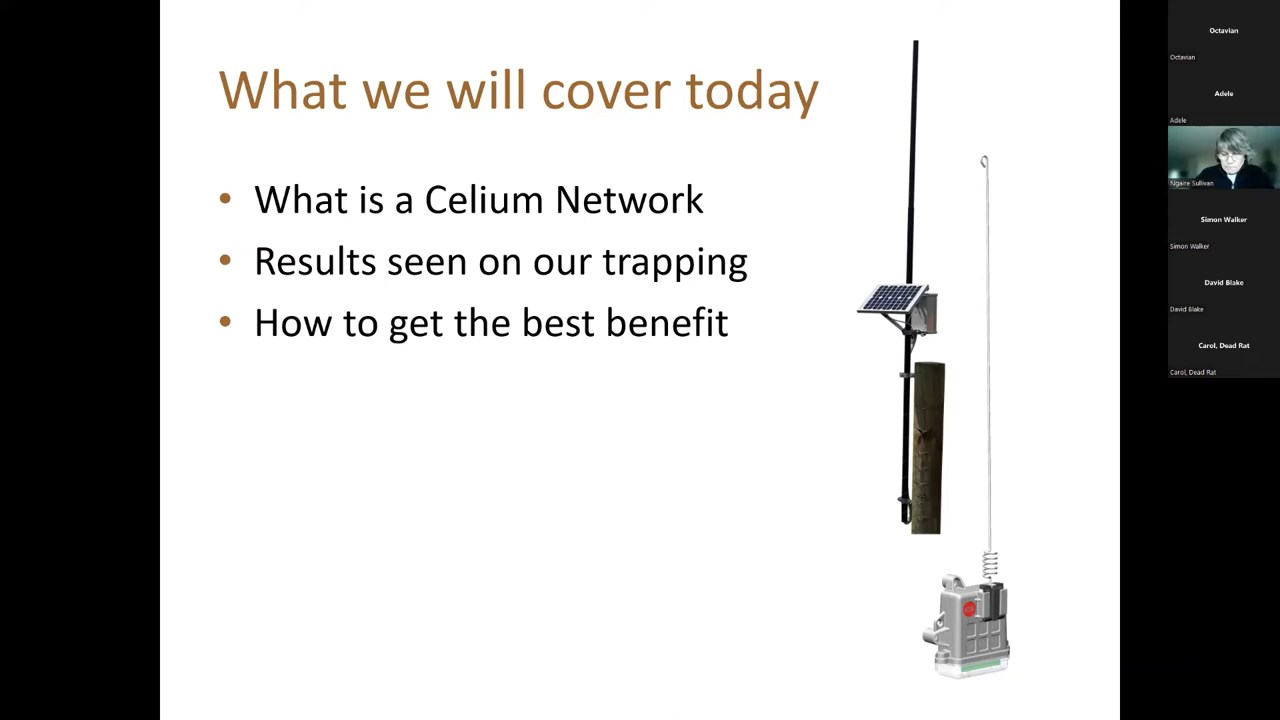 What we will cover today
• What is a Celium Network
• Results seen on our trapping
• How to get the best benefit
Octavian
Octavian
Adele
Adele
Ngaire Sullivan
Simon Walker
Simon Walker
David Blake
David Blake
Carol, Dead Rat
Carol, Dead Rat